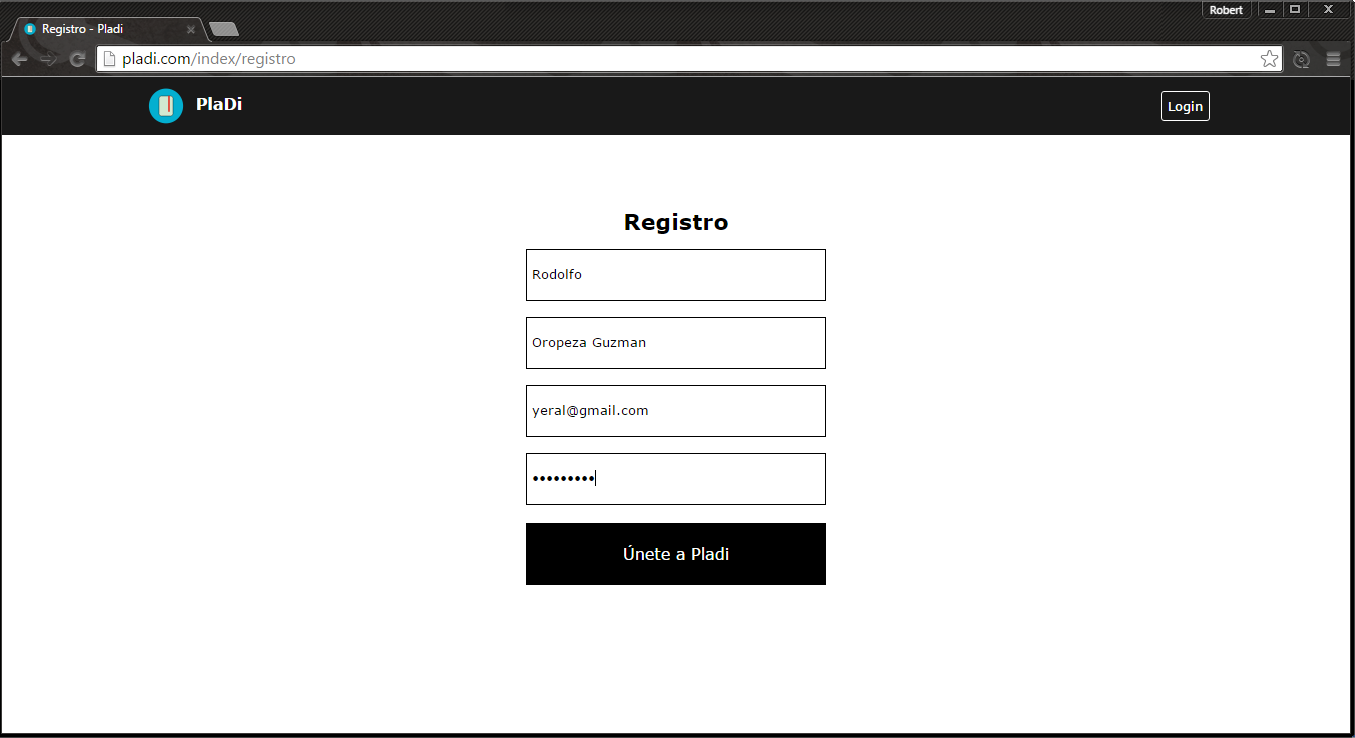 Robert
Registro - Pladi
pladi.com/index/registro
PlaDi
Login
Registro
Rodolfo
Oropeza Guzman
yeral@gmail.com
•••••••••
Únete a Pladi